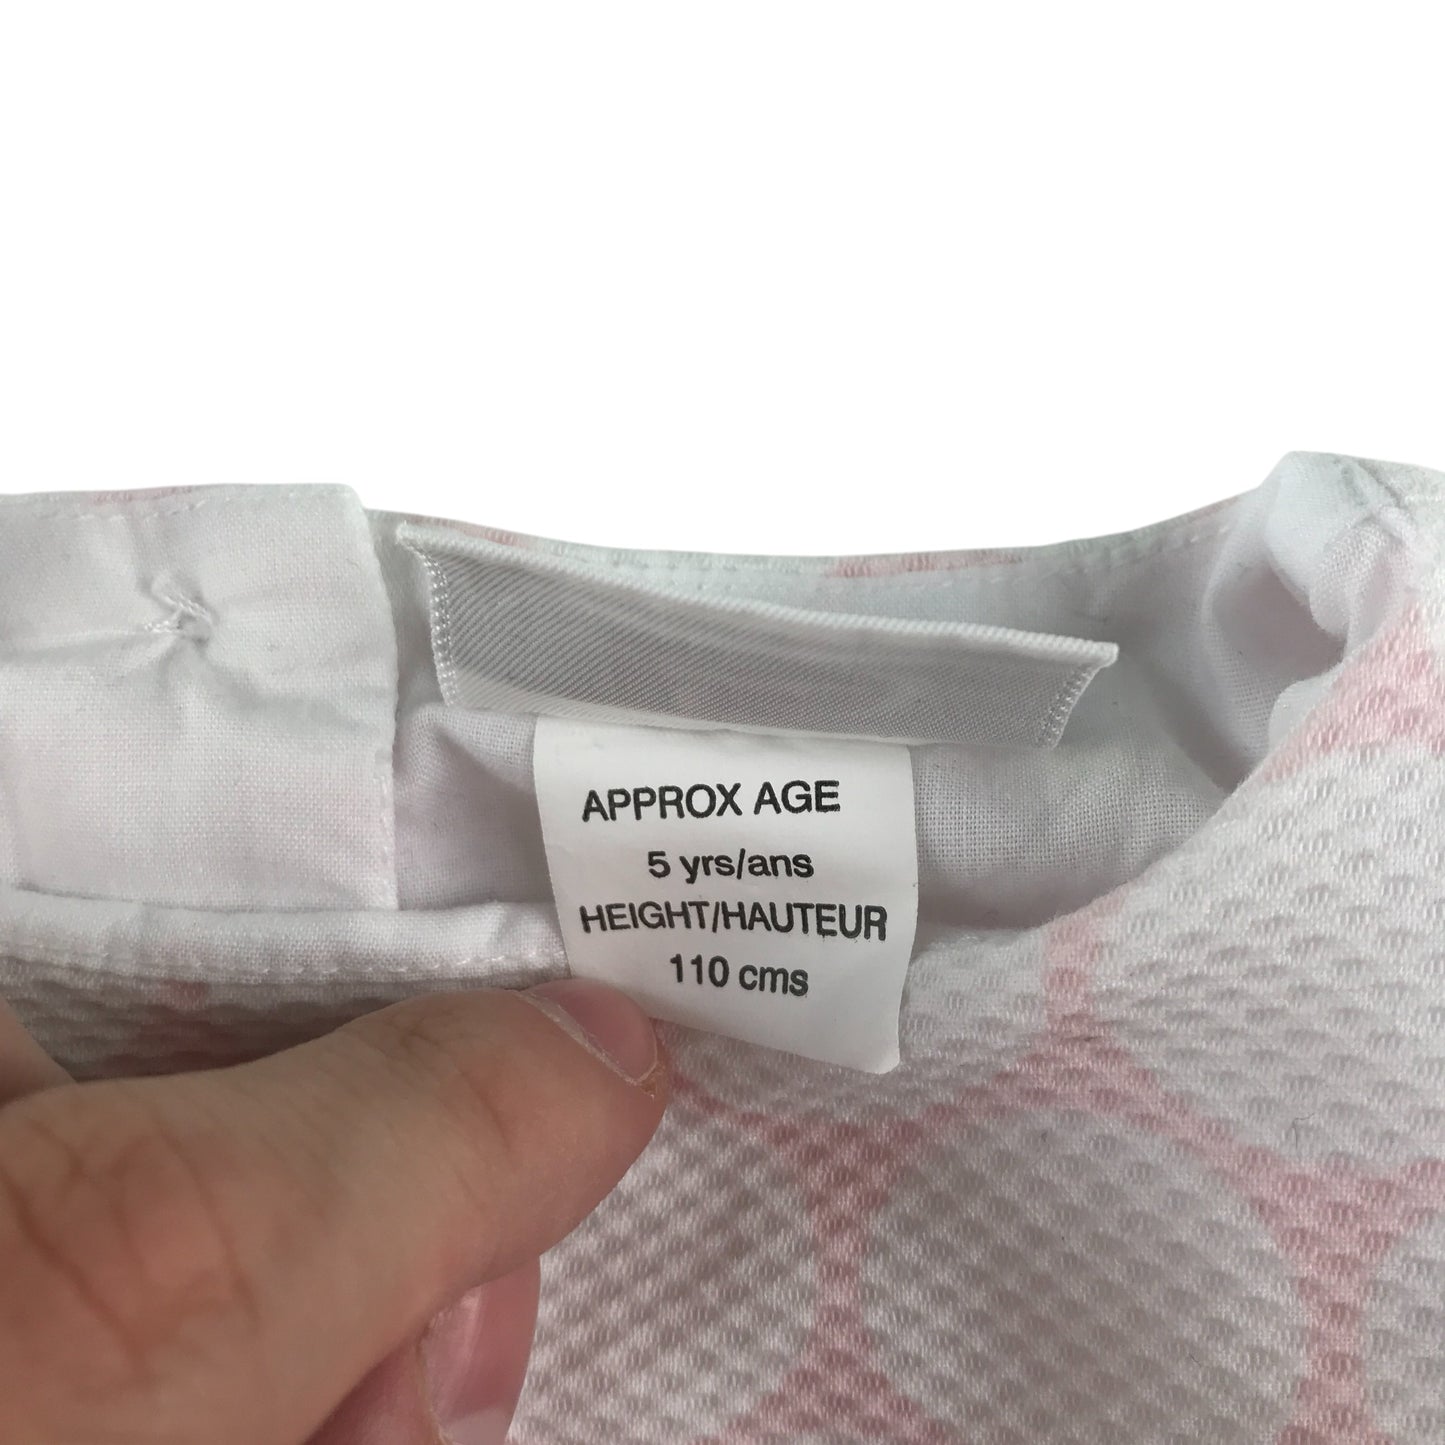 APPROX AGE
5 yrs/ans
HEIGHT/HAUTEUR
110 cms